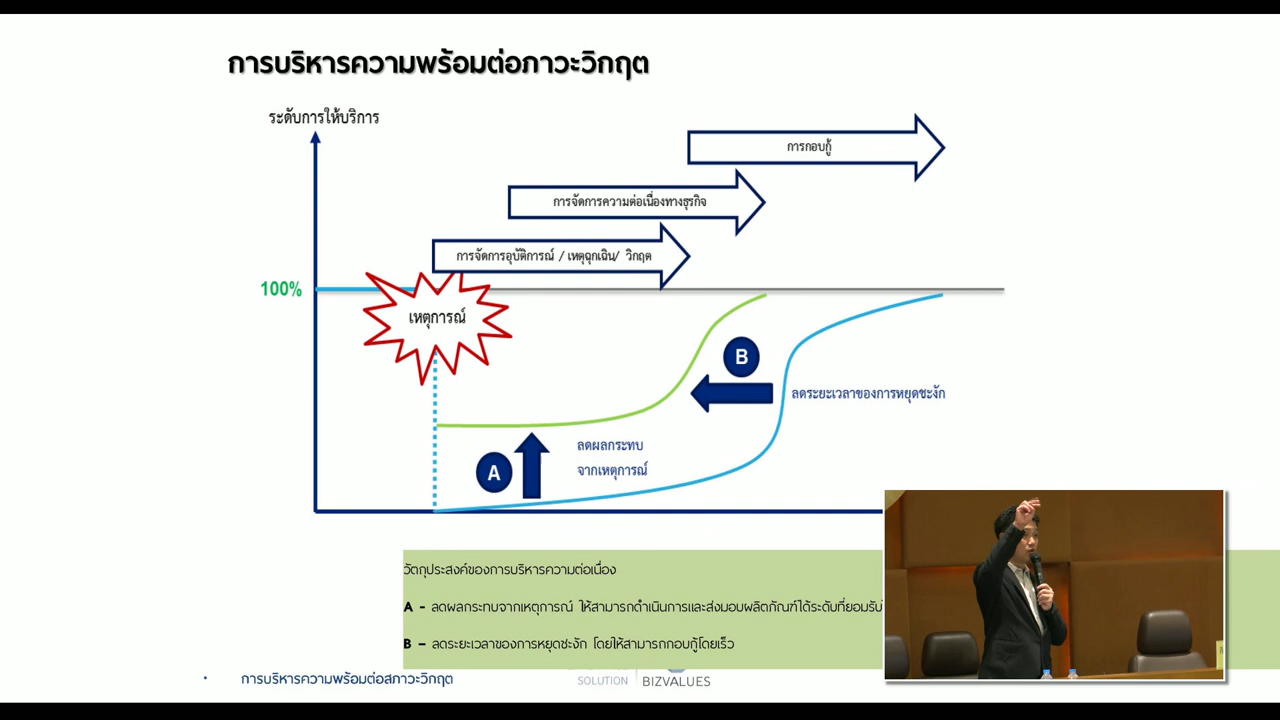 การบริหารความพร้อมต่อภาวะวิกฤต
ระดับการให้บริการ
การกอบกู้
การจัดการความต่อเนื่องทางธุรกิจ
การจัดการอุบัติการณ์ / เหตุฉุกเฉิน/ วิกฤต
100%
เหตุการณ์
B
ลดระยะเวลาของการหยุดชะงัก
A
ลดผลกระทบ
จากเหตุการณ์
วัตถุประสงค์ของการบริหารความต่อเนื่อง
A - ลดผลกระทบจากเหตุการณ์ ให้สามารถดำเนินการและส่งมอบผลิตภัณฑ์ได้ระดับที่ยอมรับ
B – ลดระยะเวลาของการหยุดชะงัก โดยให้สามารถกอบกู้โดยเร็ว
• การบริหารความพร้อมต่อสภาวะวิกฤต
SOLUTION | BIZVALUES